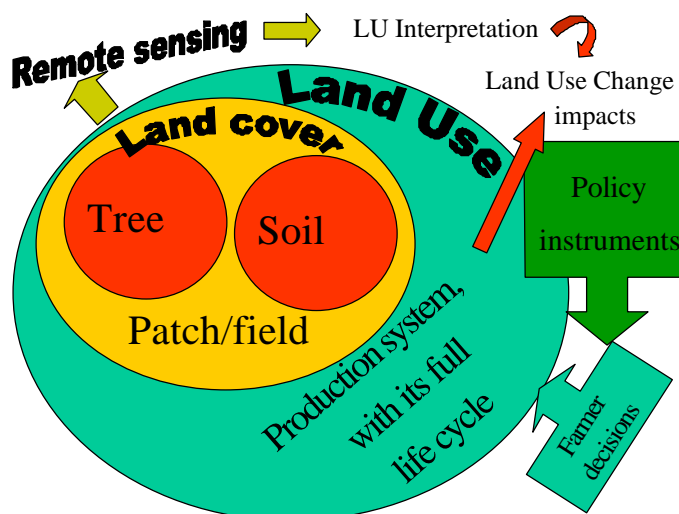 Remote sensing
LU Interpretation
Land Use Change
impacts
Land Use
Land cover
Tree
Soil
Patch/field
Policy
instruments
Production system,
with its full
life cycle
Farmer
decisions